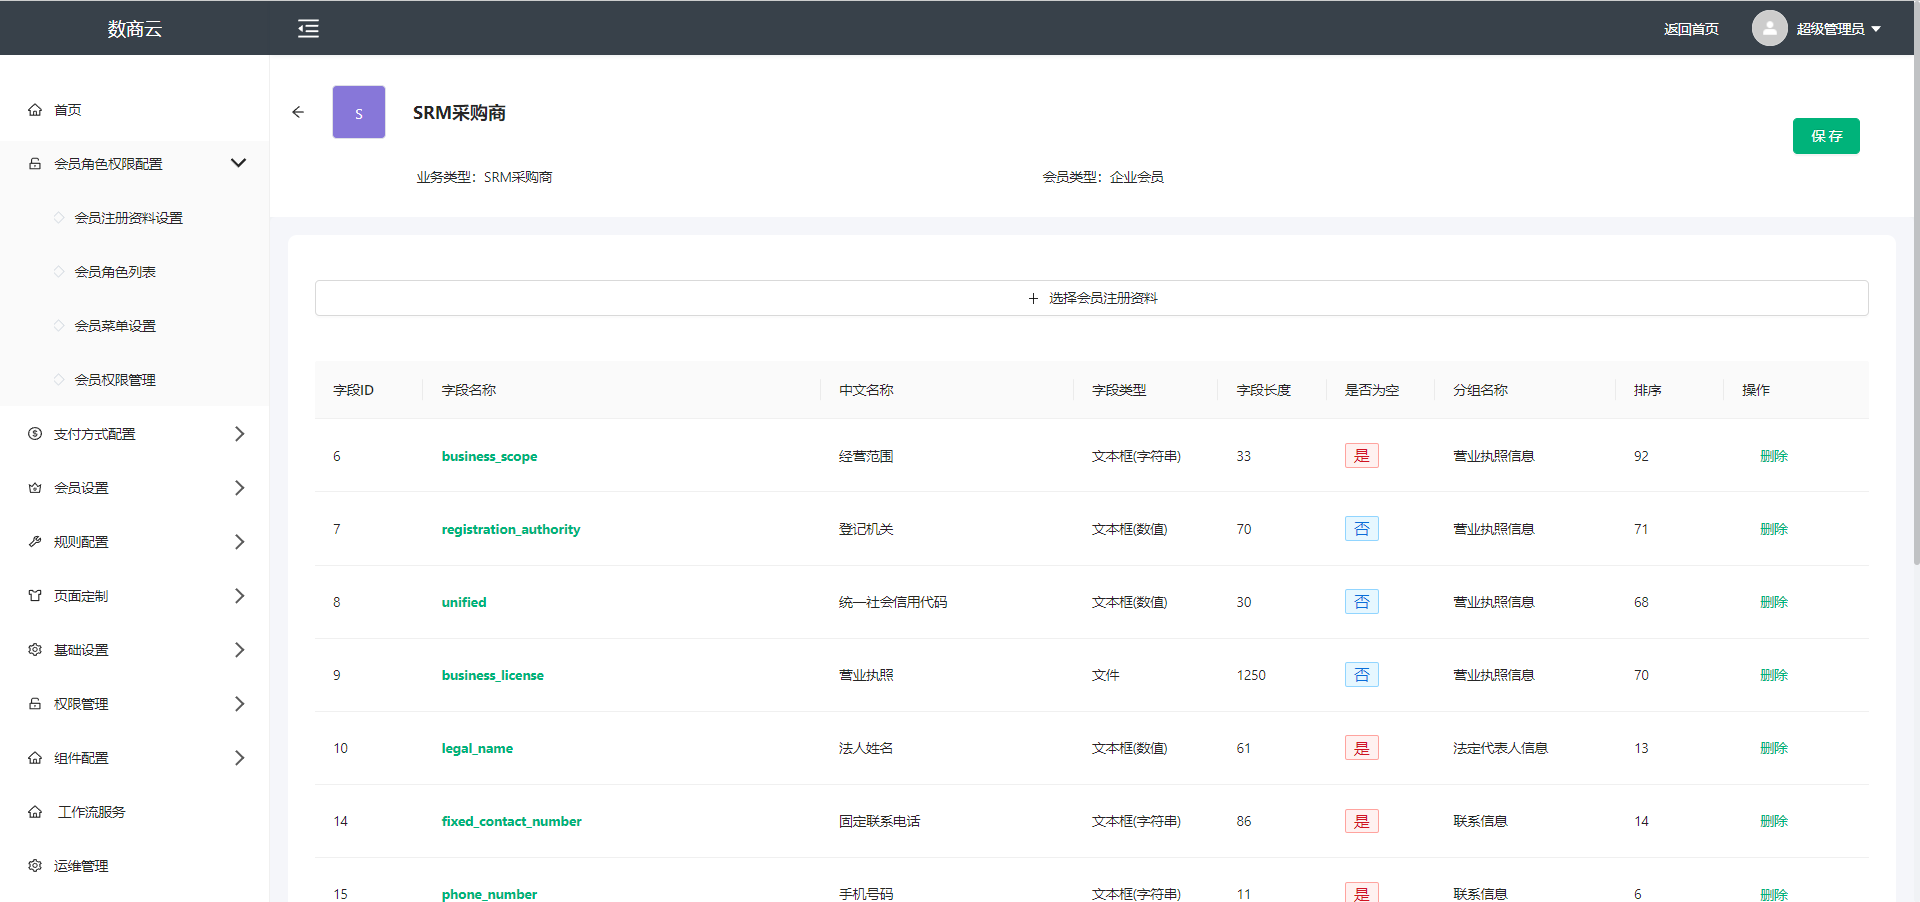 数商云
返回首页 超级管理员
首页
会员角色权限配置
会员注册资料设置
会员角色列表
会员菜单设置
会员权限管理
支付方式配置
会员设置
规则配置
页面定制
基础设置
权限管理
组件配置
工作流服务
运维管理
S SRM采购商
保存
业务类型：SRM采购商 会员类型：企业会员
+ 选择会员注册资料
字段ID 字段名称 中文名称 字段类型 字段长度 是否为空 分组名称 排序 操作
6 business_scope 经营范围 文本框(字符串) 33 是 营业执照信息 92 删除
7 registration_authority 登记机关 文本框(数值) 70 否 营业执照信息 71 删除
8 unified 统一社会信用代码 文本框(数值) 30 否 营业执照信息 68 删除
9 business_license 营业执照 文件 1250 否 营业执照信息 70 删除
10 legal_name 法人姓名 文本框(数值) 61 是 法定代表人信息 13 删除
14 fixed_contact_number 固定联系电话 文本框(字符串) 86 是 联系信息 14 删除
15 phone_number 手机号码 文本框(字符串) 11 是 联系信息 6 删除